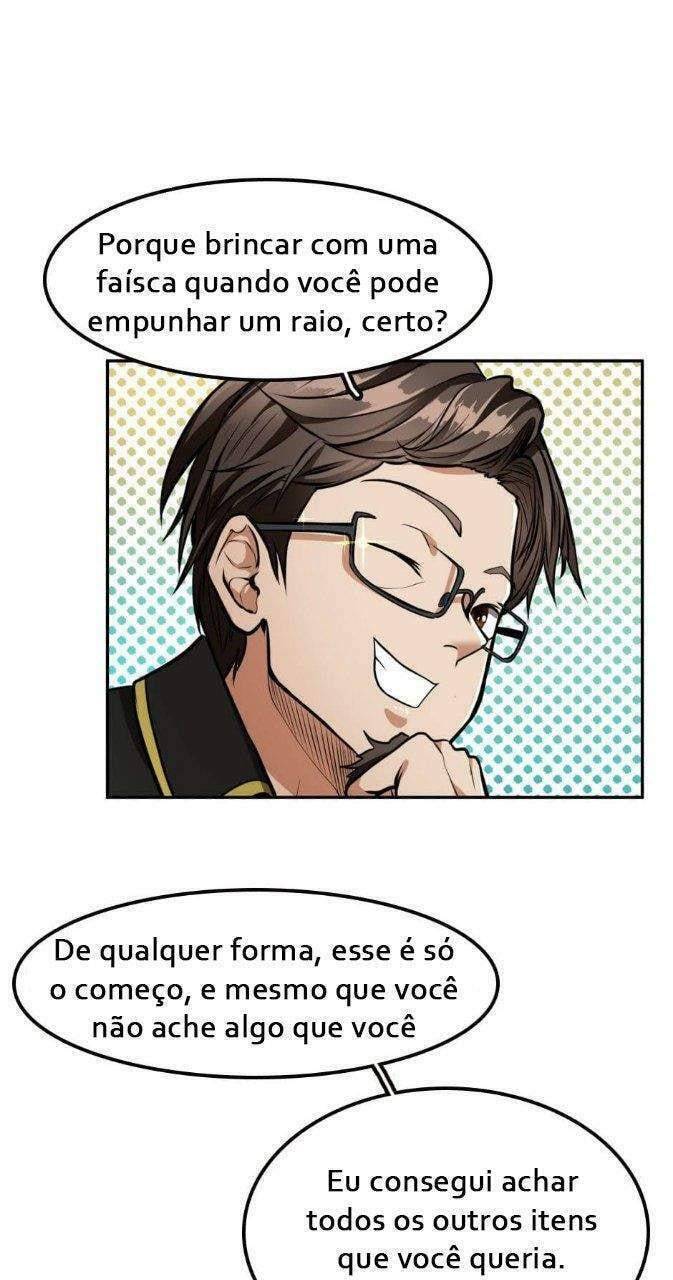 Porque brincar com uma
faísca quando você pode
empunhar um raio, certo?
De qualquer forma, esse é só
o começo, e mesmo que você
não ache algo que você
Eu consegui achar
todos os outros itens
que você queria.